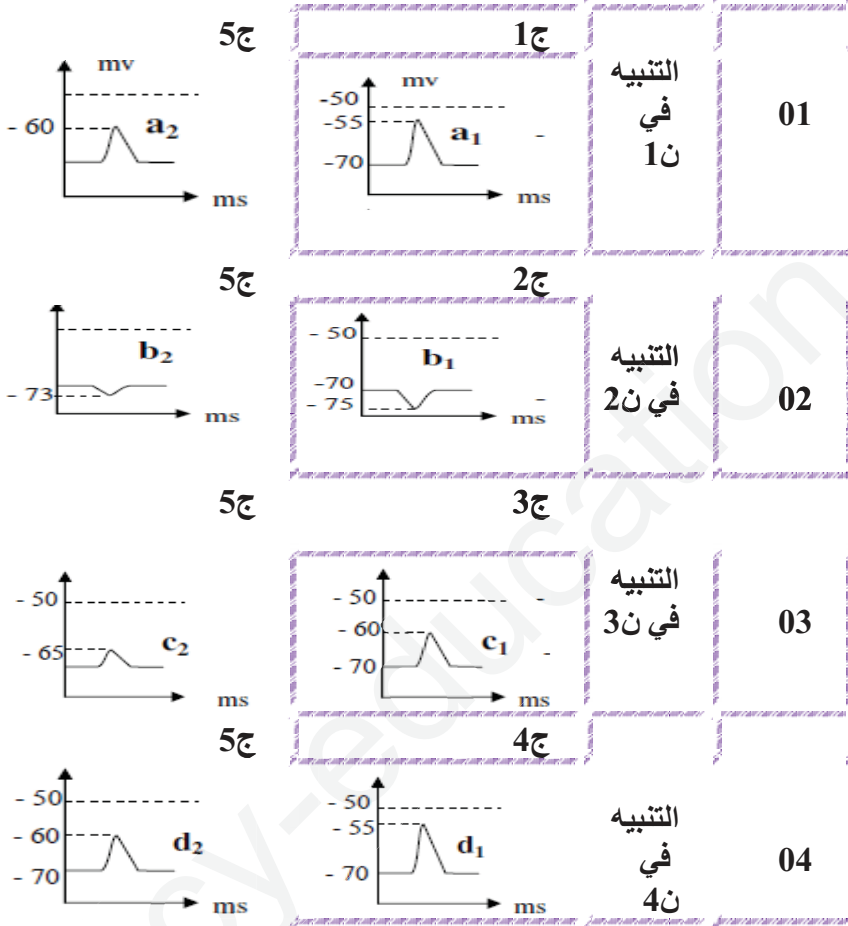 ج1 ج5
01
التنبيه
في
ن1
mv
-50
-55
-70
a1
-
ms
mv
- 60
a2
ms
ج2 ج5
02
التنبيه
في ن2
- 50
-70
- 75
b1
-
ms
- 73
b2
ms
ج3 ج5
03
التنبيه
في ن3
- 50
- 60
- 70
c1
-
-
ms
- 50
- 65
c2
ms
ج4 ج5
04
التنبيه
في
ن4
- 50
- 55
- 70
d1
ms
- 50
- 60
- 70
d2
ms
cy-education